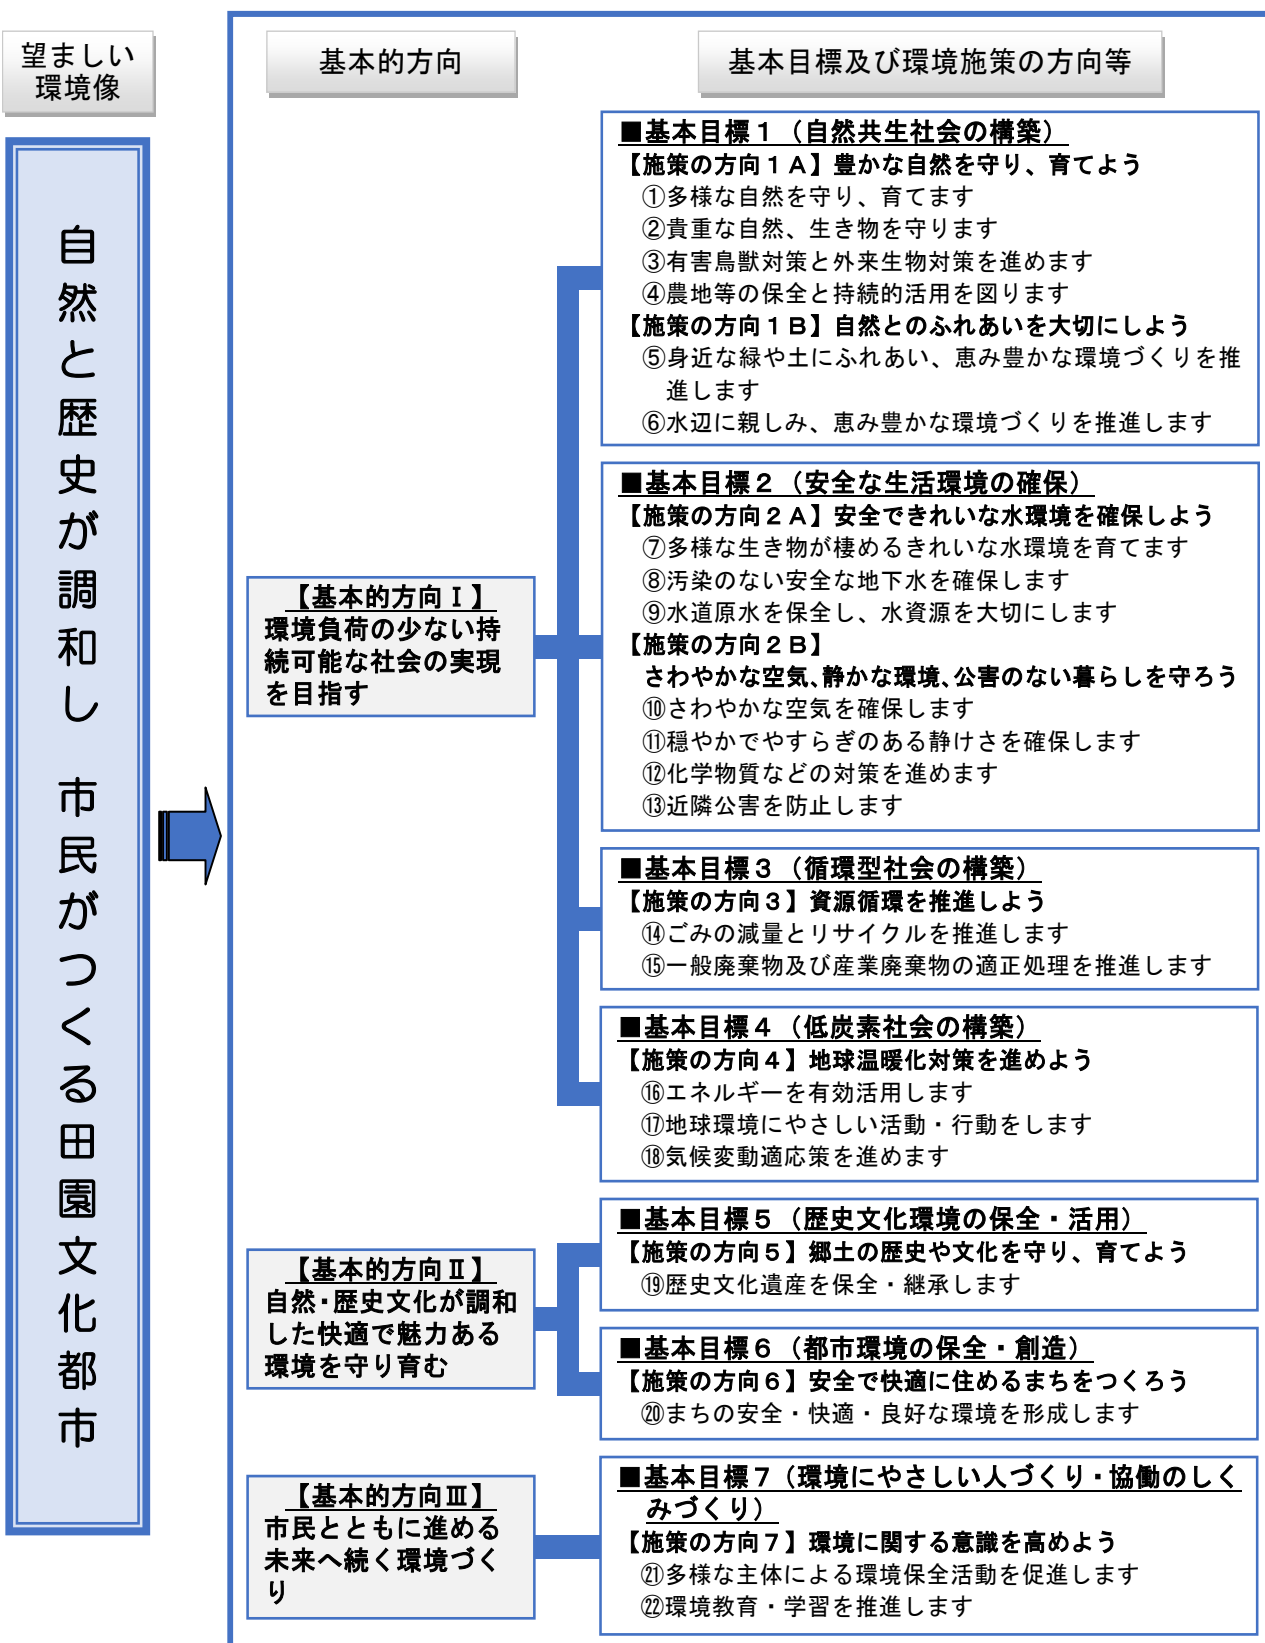 望ましい
環境像
自然と歴史が調和し 市民がつくる田園文化都市
基本的方向
基本目標及び環境施策の方向等
【基本的方向Ⅰ】
環境負荷の少ない持
続可能な社会の実現
を目指す
■基本目標１（自然共生社会の構築）
【施策の方向１Ａ】豊かな自然を守り、育てよう
①多様な自然を守り、育てます
②貴重な自然、生き物を守ります
③有害鳥獣対策と外来生物対策を進めます
④農地等の保全と持続的活用を図ります
【施策の方向１Ｂ】自然とのふれあいを大切にしよう
⑤身近な緑や土にふれあい、恵み豊かな環境づくりを推
進します
⑥水辺に親しみ、恵み豊かな環境づくりを推進します
■基本目標２（安全な生活環境の確保）
【施策の方向２Ａ】安全できれいな水環境を確保しよう
⑦多様な生き物が棲めるきれいな水環境を育てます
⑧汚染のない安全な地下水を確保します
⑨水道原水を保全し、水資源を大切にします
【施策の方向２Ｂ】
さわやかな空気、静かな環境、公害のない暮らしを守ろう
⑩さわやかな空気を確保します
⑪穏やかでやすらぎのある静けさを確保します
⑫化学物質などの対策を進めます
⑬近隣公害を防止します
■基本目標３（循環型社会の構築）
【施策の方向３】資源循環を推進しよう
⑭ごみの減量とリサイクルを推進します
⑮一般廃棄物及び産業廃棄物の適正処理を推進します
■基本目標４（低炭素社会の構築）
【施策の方向４】地球温暖化対策を進めよう
⑯エネルギーを有効活用します
⑰地球環境にやさしい活動・行動をします
⑱気候変動適応策を進めます
【基本的方向Ⅱ】
自然・歴史文化が調和
した快適で魅力ある
環境を守り育む
■基本目標５（歴史文化環境の保全・活用）
【施策の方向５】郷土の歴史や文化を守り、育てよう
⑲歴史文化遺産を保全・継承します
■基本目標６（都市環境の保全・創造）
【施策の方向６】安全で快適に住めるまちをつくろう
⑳まちの安全・快適・良好な環境を形成します
【基本的方向Ⅲ】
市民とともに進める
未来へ続く環境づく
り
■基本目標７（環境にやさしい人づくり・協働のしく
みづくり）
【施策の方向７】環境に関する意識を高めよう
㉑多様な主体による環境保全活動を促進します
㉒環境教育・学習を推進します